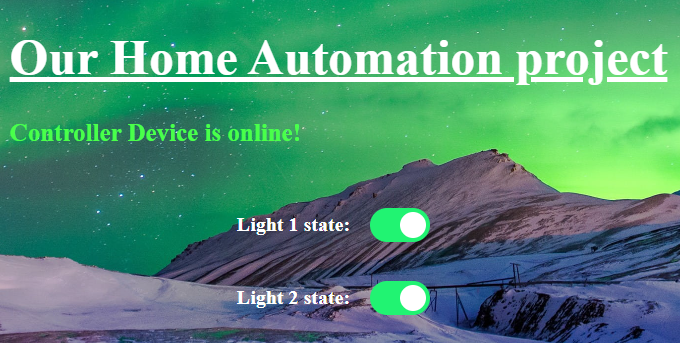 Our Home Automation project
Controller Device is online!
Light 1 state:
Light 2 state: